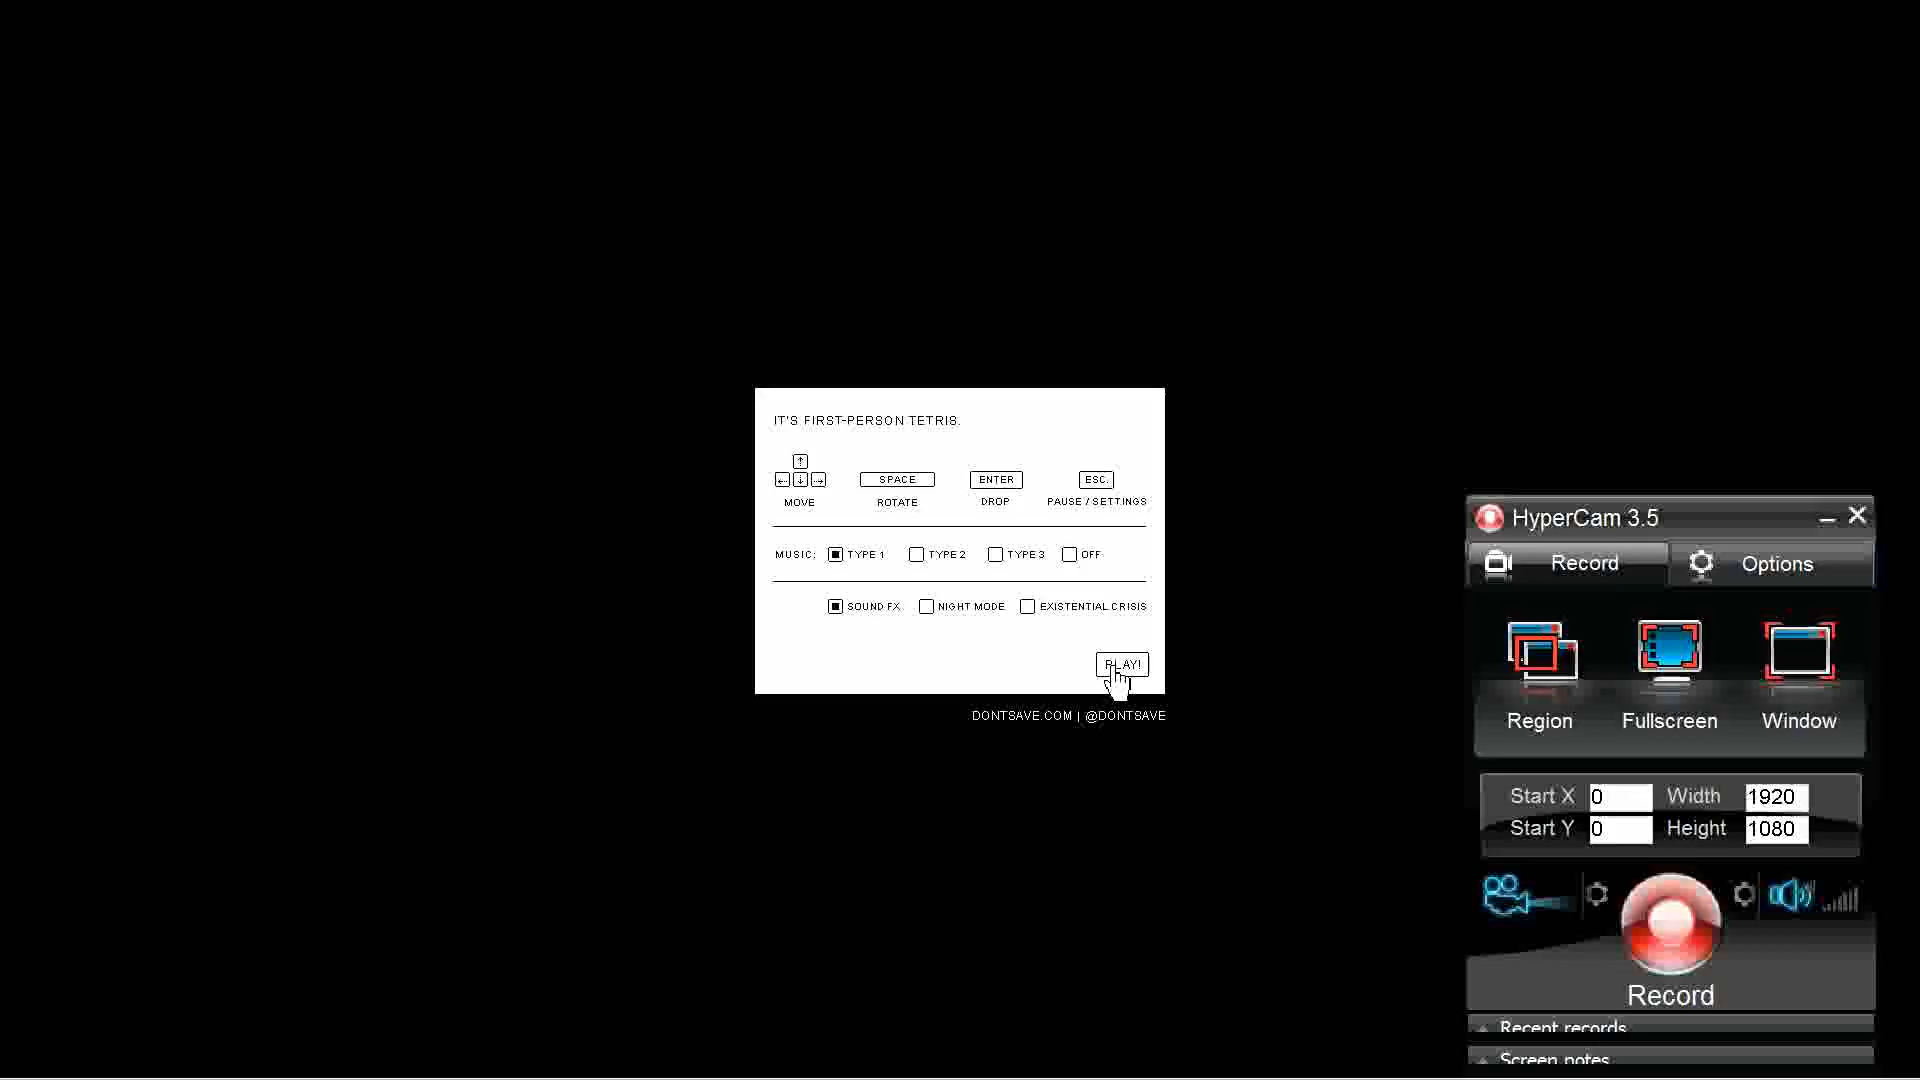 IT'S FIRST-PERSON TETRIS.
SPACE ENTER ESC.
MOVE ROTATE DROP PAUSE / SETTINGS
MUSIC: TYPE 1 TYPE 2 TYPE 3 OFF
SOUND FX NIGHT MODE EXISTENTIAL CRISIS
PLAY!
DONTSAVE.COM | @DONTSAVE
HyperCam 3.5
Record Options
Region Fullscreen Window
Start X 0 Width 1920
Start Y 0 Height 1080
Record
Recent records
Screen notes